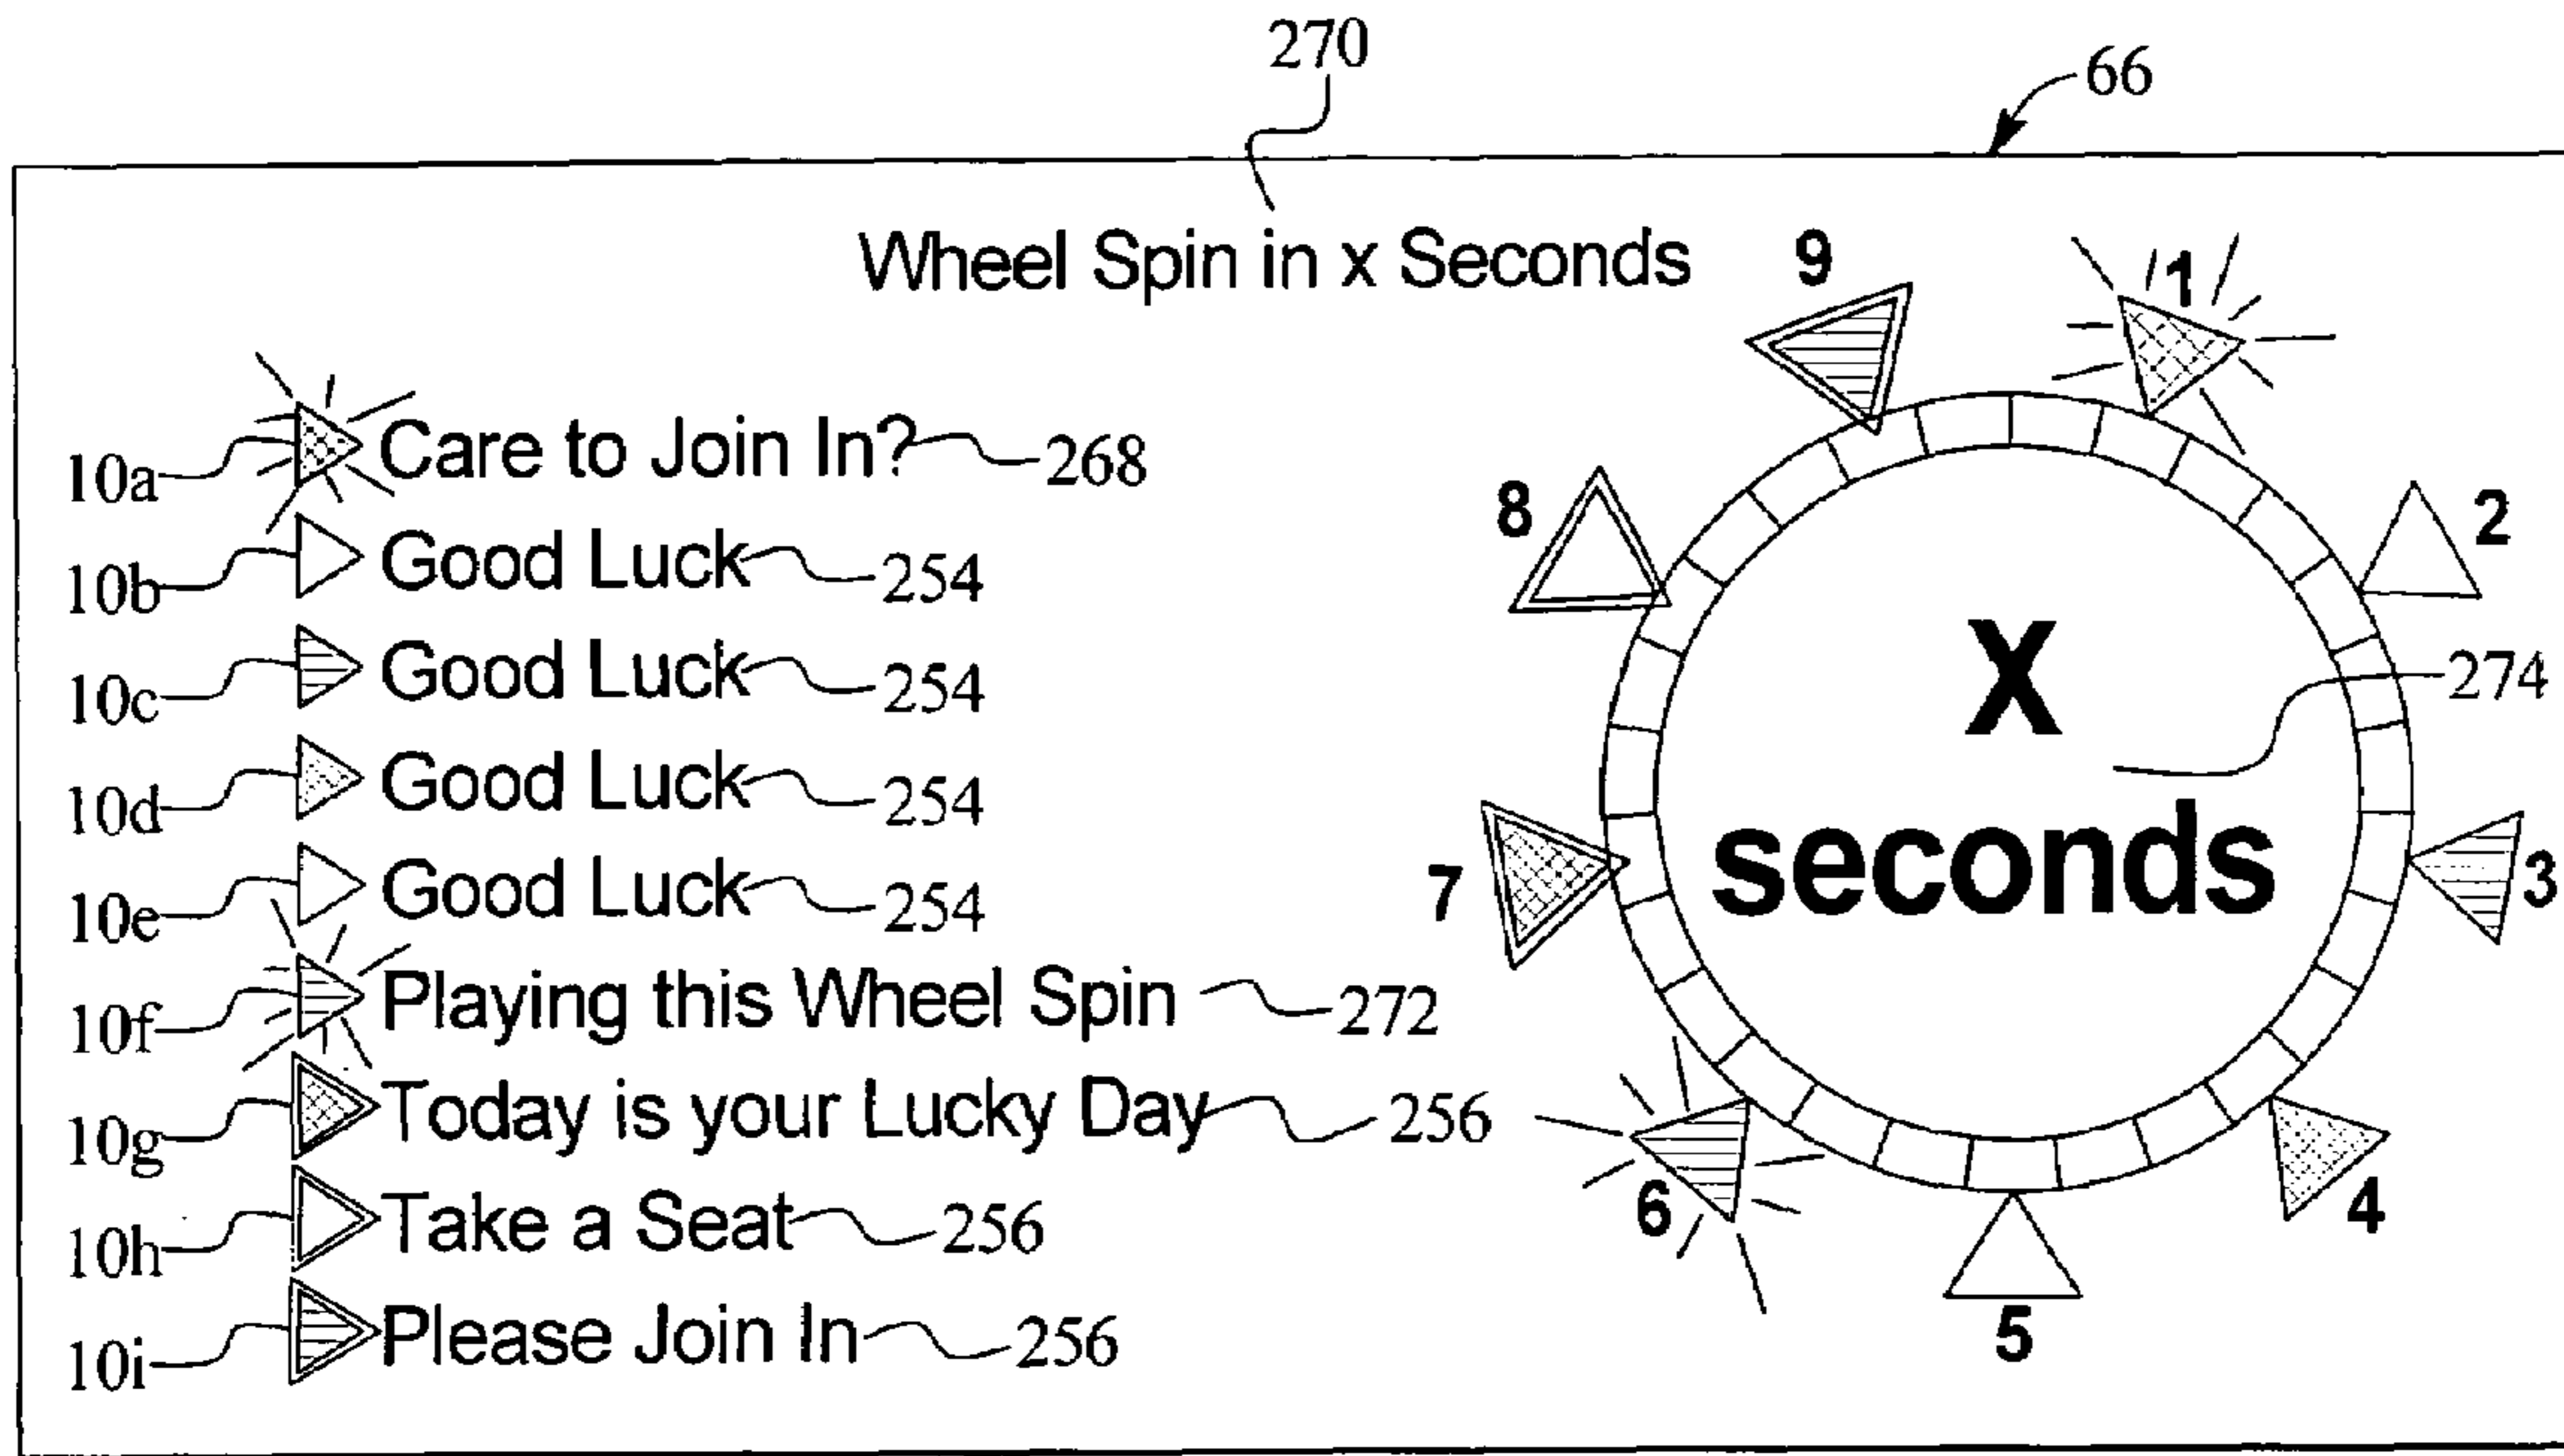 270
66
Wheel Spin in x Seconds
9
1
10a Care to Join In? 268
8
2
10b Good Luck 254
10c Good Luck 254
X
274
10d Good Luck 254
seconds
10e Good Luck 254
7
3
10f Playing this Wheel Spin 272
10g Today is your Lucky Day 256
6
4
10h Take a Seat 256
10i Please Join In 256
5